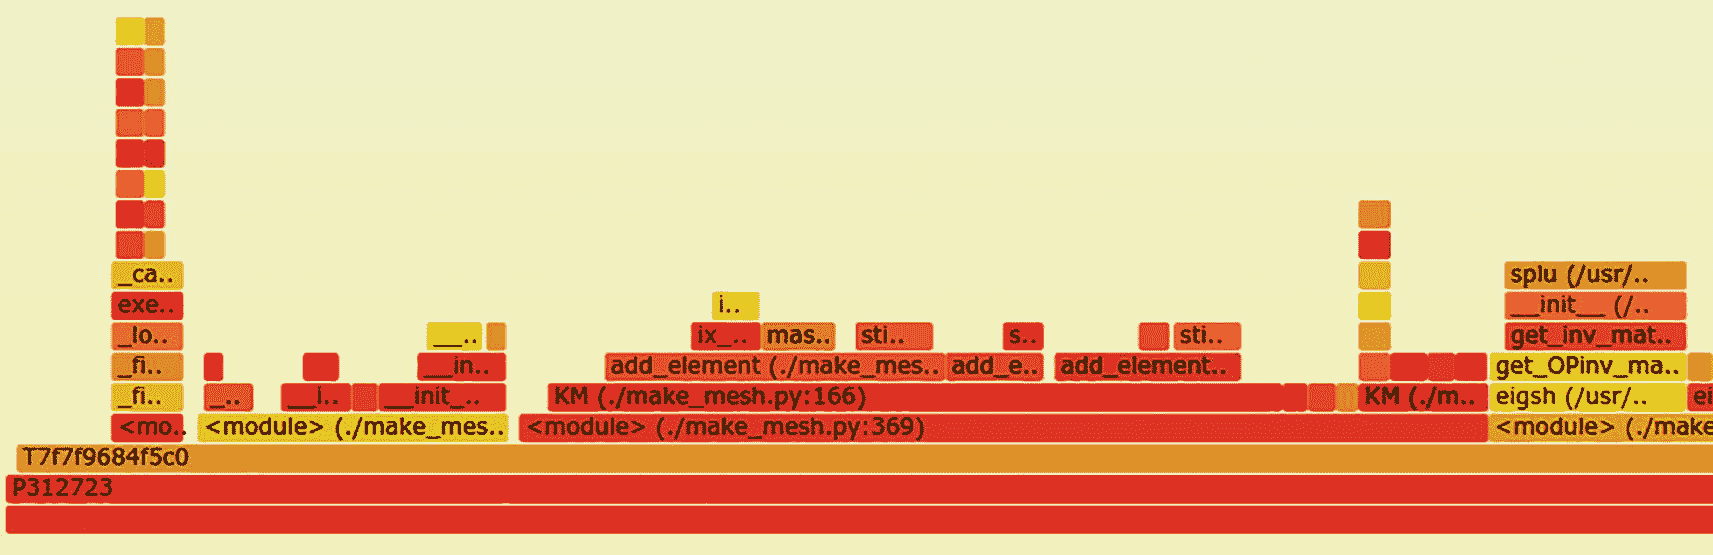 _ca.. splu (/usr/..
exe.. i.. __init__ (/..
_lo.. __.. ix_.. mas.. sti.. s.. sti.. get_inv_mat..
_fi.. __in.. add_element (./make_mes.. add_e.. add_element.. get_OPinv_ma..
_fi.. _.. __i.. __init_.. KM (./make_mesh.py:166) KM (./m.. eigsh (/usr/.. ei
<mo.. <module> (./make_mes.. <module> (./make_mesh.py:369) <module> (./make
T7f7f9684f5c0
P312723